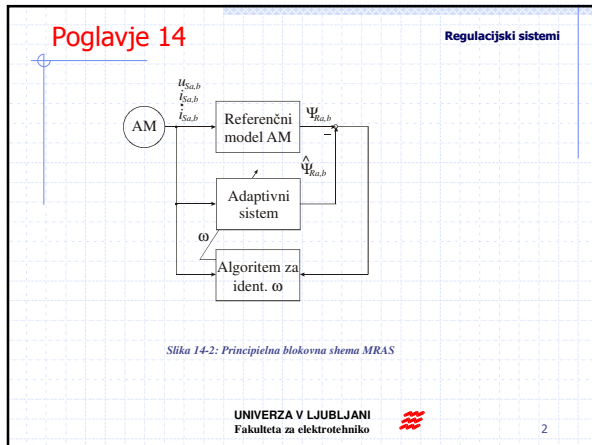 Poglavje 14
Regulacijski sistemi
u_{Sa,b}
i_{Sa,b}
i̇_{Sa,b}
AM
Referenčni
model AM
Ψ_{Ra,b}
−
Ψ̂_{Ra,b}
Adaptivni
sistem
ω
Algoritem za
ident. ω
Slika 14-2: Principielna blokovna shema MRAS
UNIVERZA V LJUBLJANI
Fakulteta za elektrotehniko
2